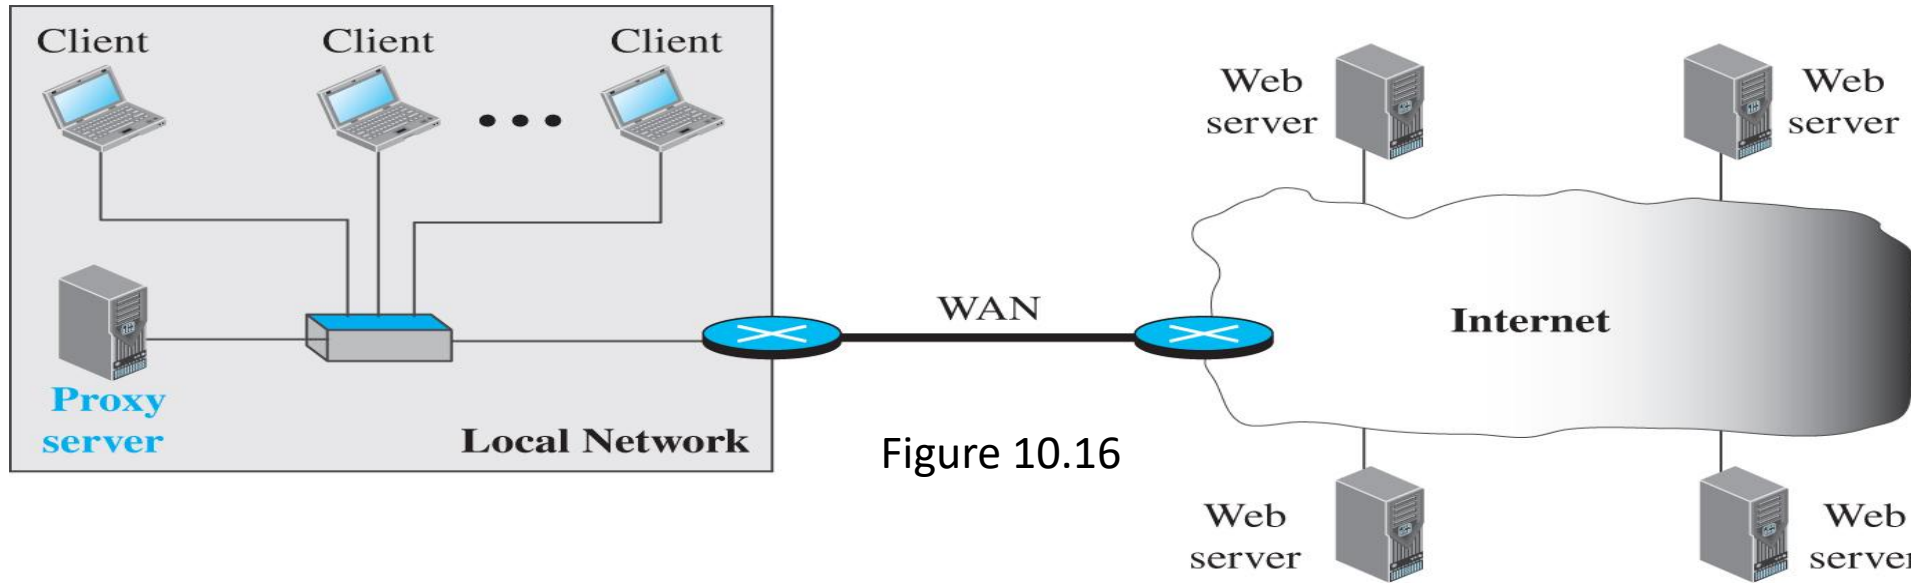 Client
Client
Client
Proxy
server
Local Network
WAN
Figure 10.16
Web
server
Web
server
Internet
Web
server
Web
server